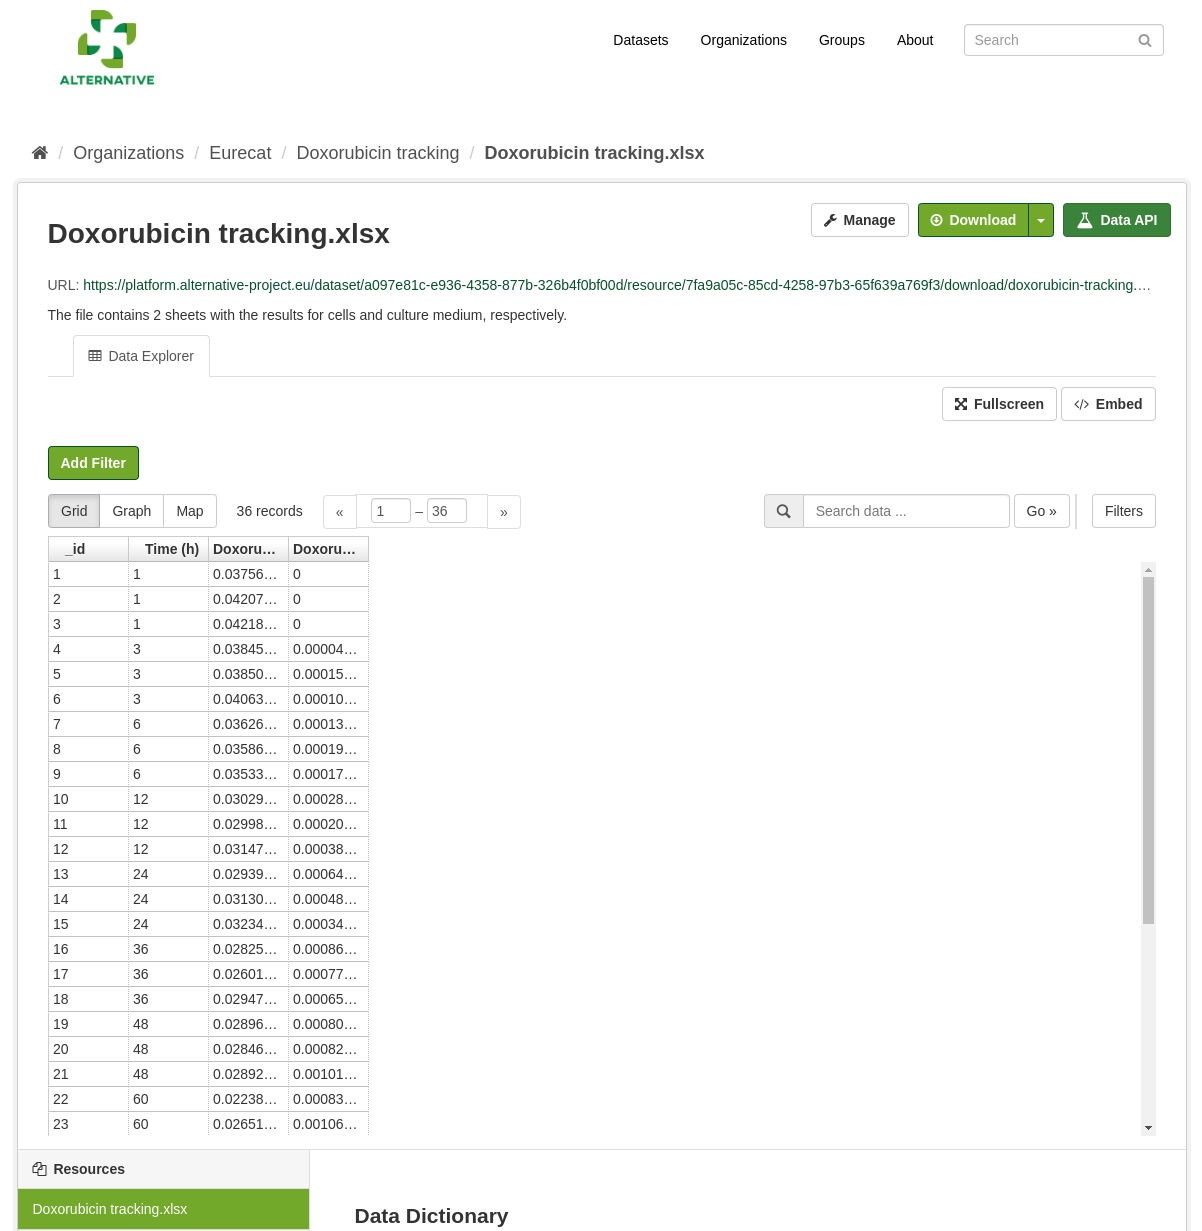 ALTERNATIVE
Datasets Organizations Groups About Search
/ Organizations / Eurecat / Doxorubicin tracking / Doxorubicin tracking.xlsx
Manage Download Data API
Doxorubicin tracking.xlsx
URL: https://platform.alternative-project.eu/dataset/a097e81c-e936-4358-877b-326b4f0bf00d/resource/7fa9a05c-85cd-4258-97b3-65f639a769f3/download/doxorubicin-tracking.…
The file contains 2 sheets with the results for cells and culture medium, respectively.
Data Explorer
Fullscreen Embed
Add Filter
Grid Graph Map 36 records « 1 – 36 » Search data ... Go » Filters
_id Time (h) Doxoru… Doxoru…
1 1 0.03756… 0
2 1 0.04207… 0
3 1 0.04218… 0
4 3 0.03845… 0.00004…
5 3 0.03850… 0.00015…
6 3 0.04063… 0.00010…
7 6 0.03626… 0.00013…
8 6 0.03586… 0.00019…
9 6 0.03533… 0.00017…
10 12 0.03029… 0.00028…
11 12 0.02998… 0.00020…
12 12 0.03147… 0.00038…
13 24 0.02939… 0.00064…
14 24 0.03130… 0.00048…
15 24 0.03234… 0.00034…
16 36 0.02825… 0.00086…
17 36 0.02601… 0.00077…
18 36 0.02947… 0.00065…
19 48 0.02896… 0.00080…
20 48 0.02846… 0.00082…
21 48 0.02892… 0.00101…
22 60 0.02238… 0.00083…
23 60 0.02651… 0.00106…
Resources
Doxorubicin tracking.xlsx
Data Dictionary